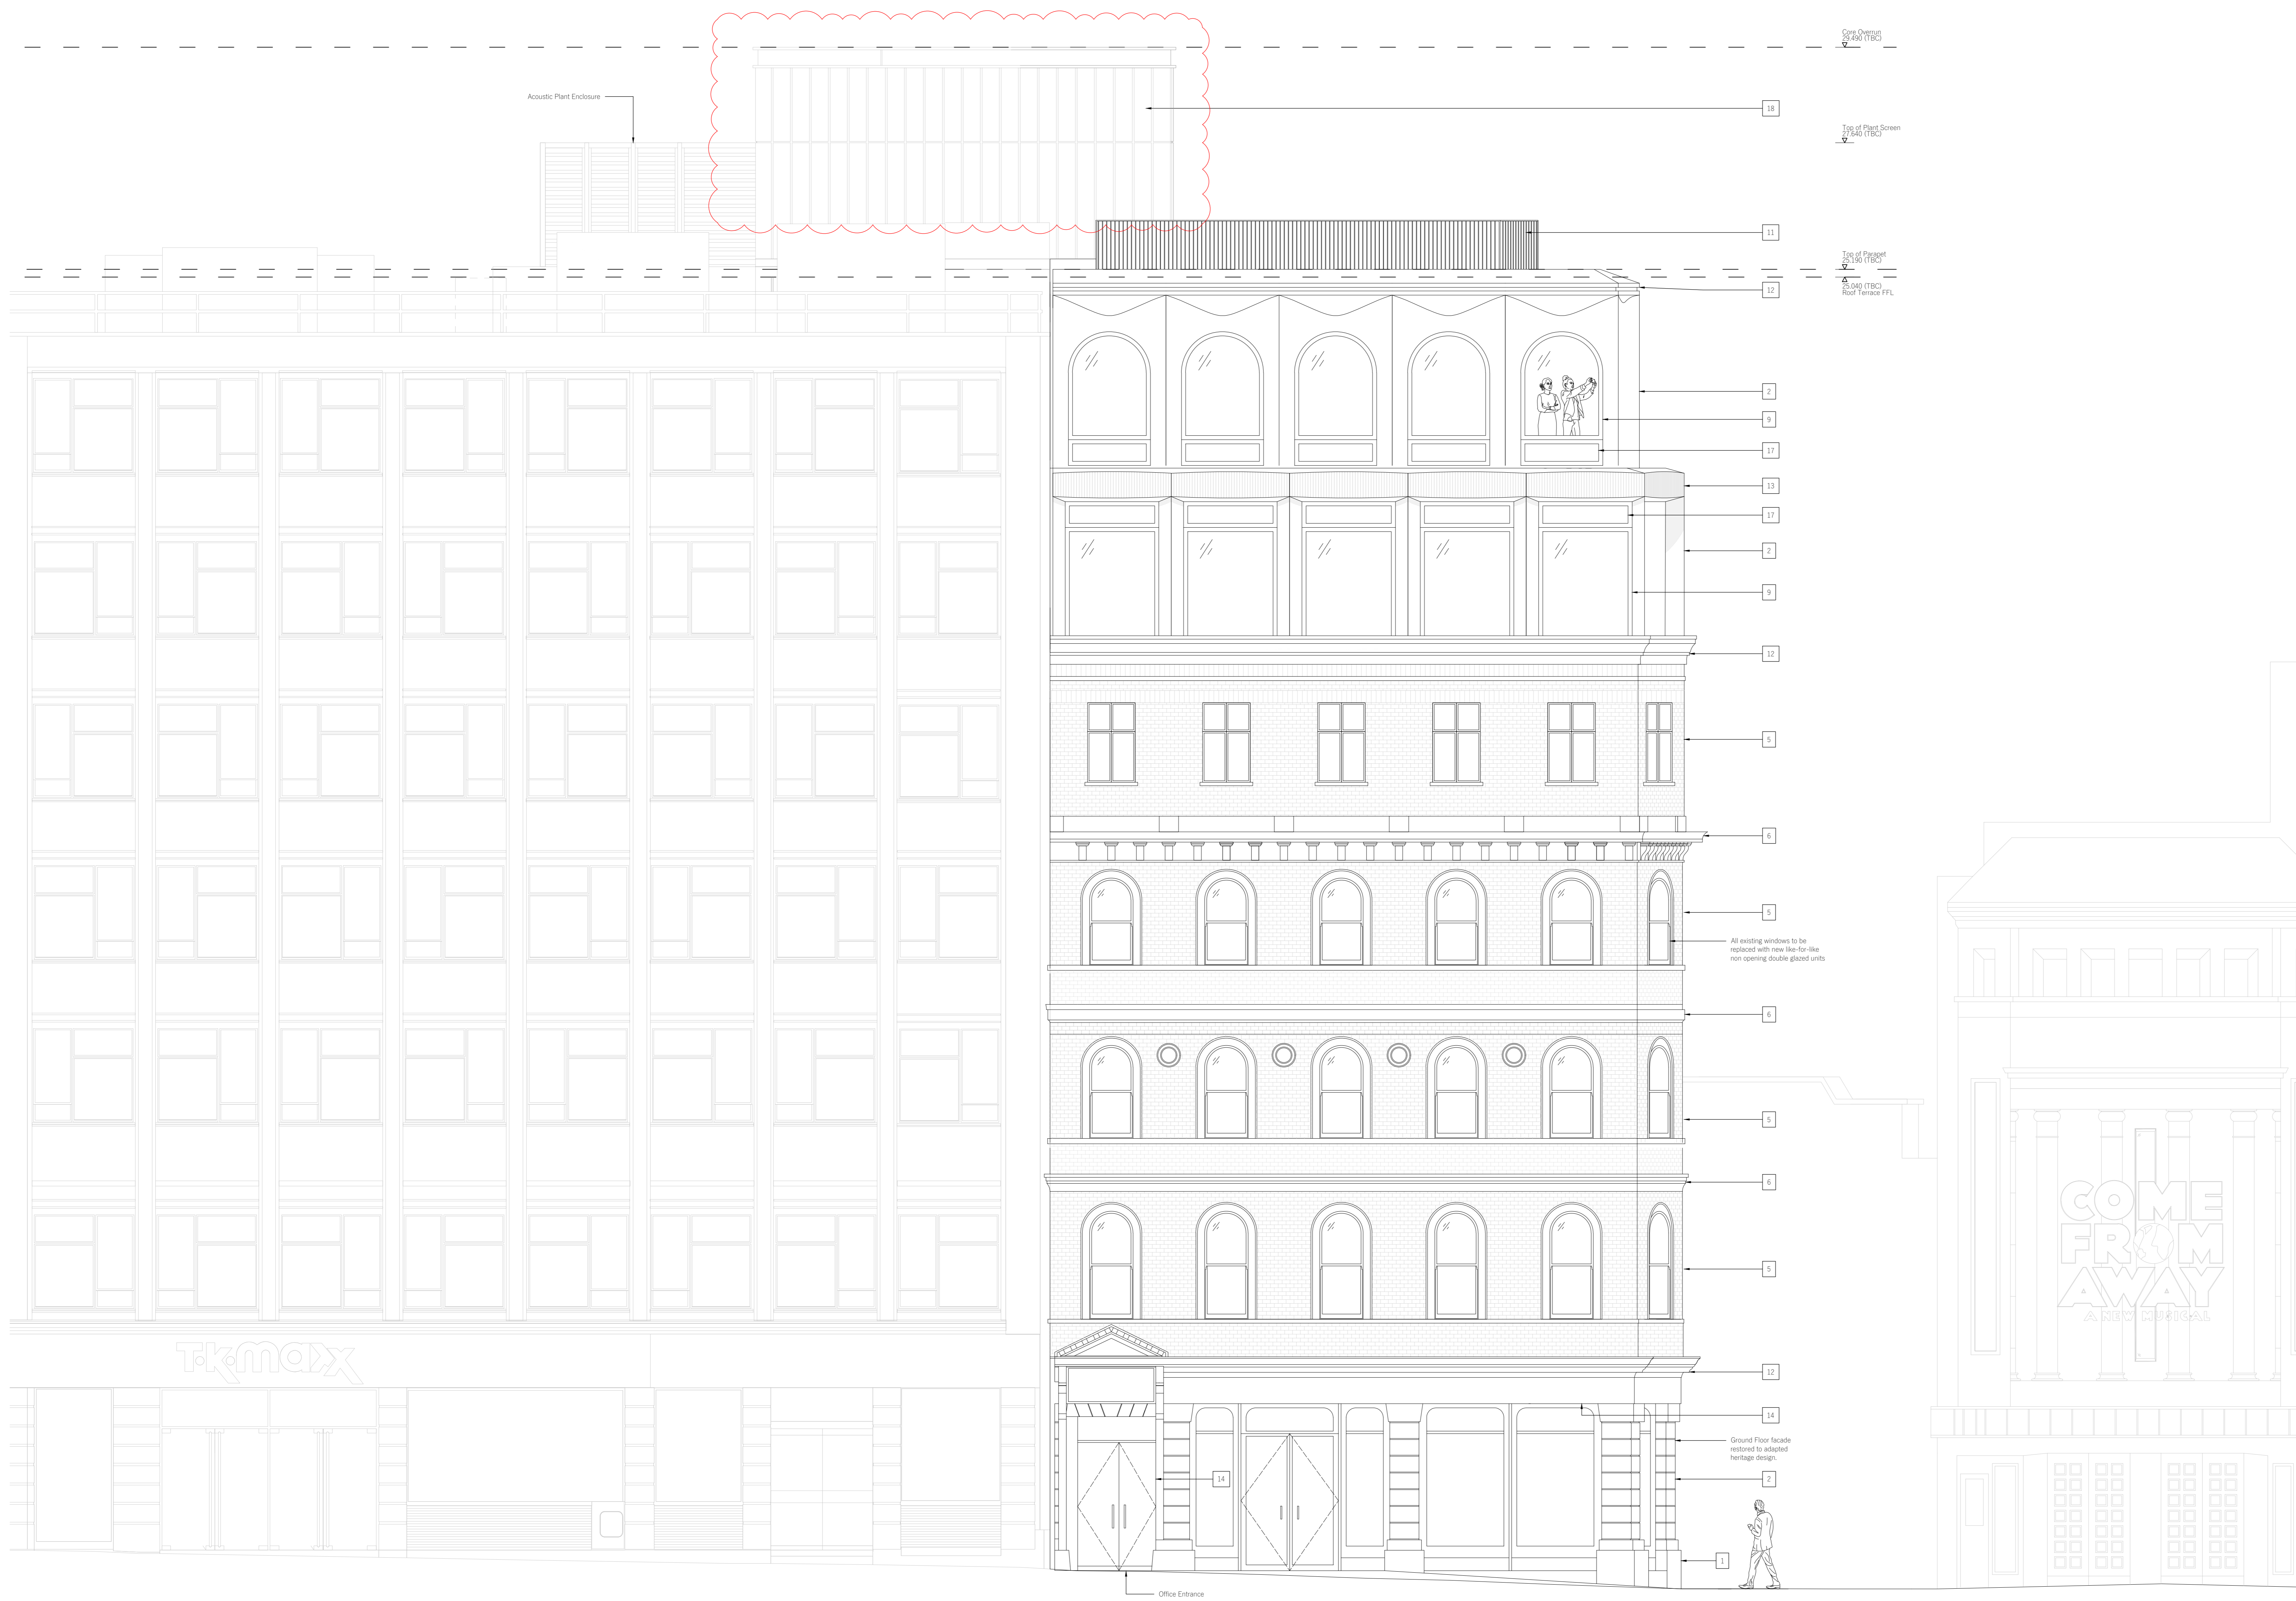 Core Overrun
29.490 (TBC)
Acoustic Plant Enclosure
18
Top of Plant Screen
27.640 (TBC)
11
Top of Parapet
25.190 (TBC)
25.040 (TBC)
Roof Terrace FFL
12
2
9
17
13
17
2
9
12
5
6
5
All existing windows to be
replaced with new like-for-like
non opening double glazed units
6
5
6
COME
FROM
AWAY
A NEW MUSICAL
5
T·K·maxx
12
14
Ground Floor facade
restored to adapted
heritage design.
14
2
1
Office Entrance